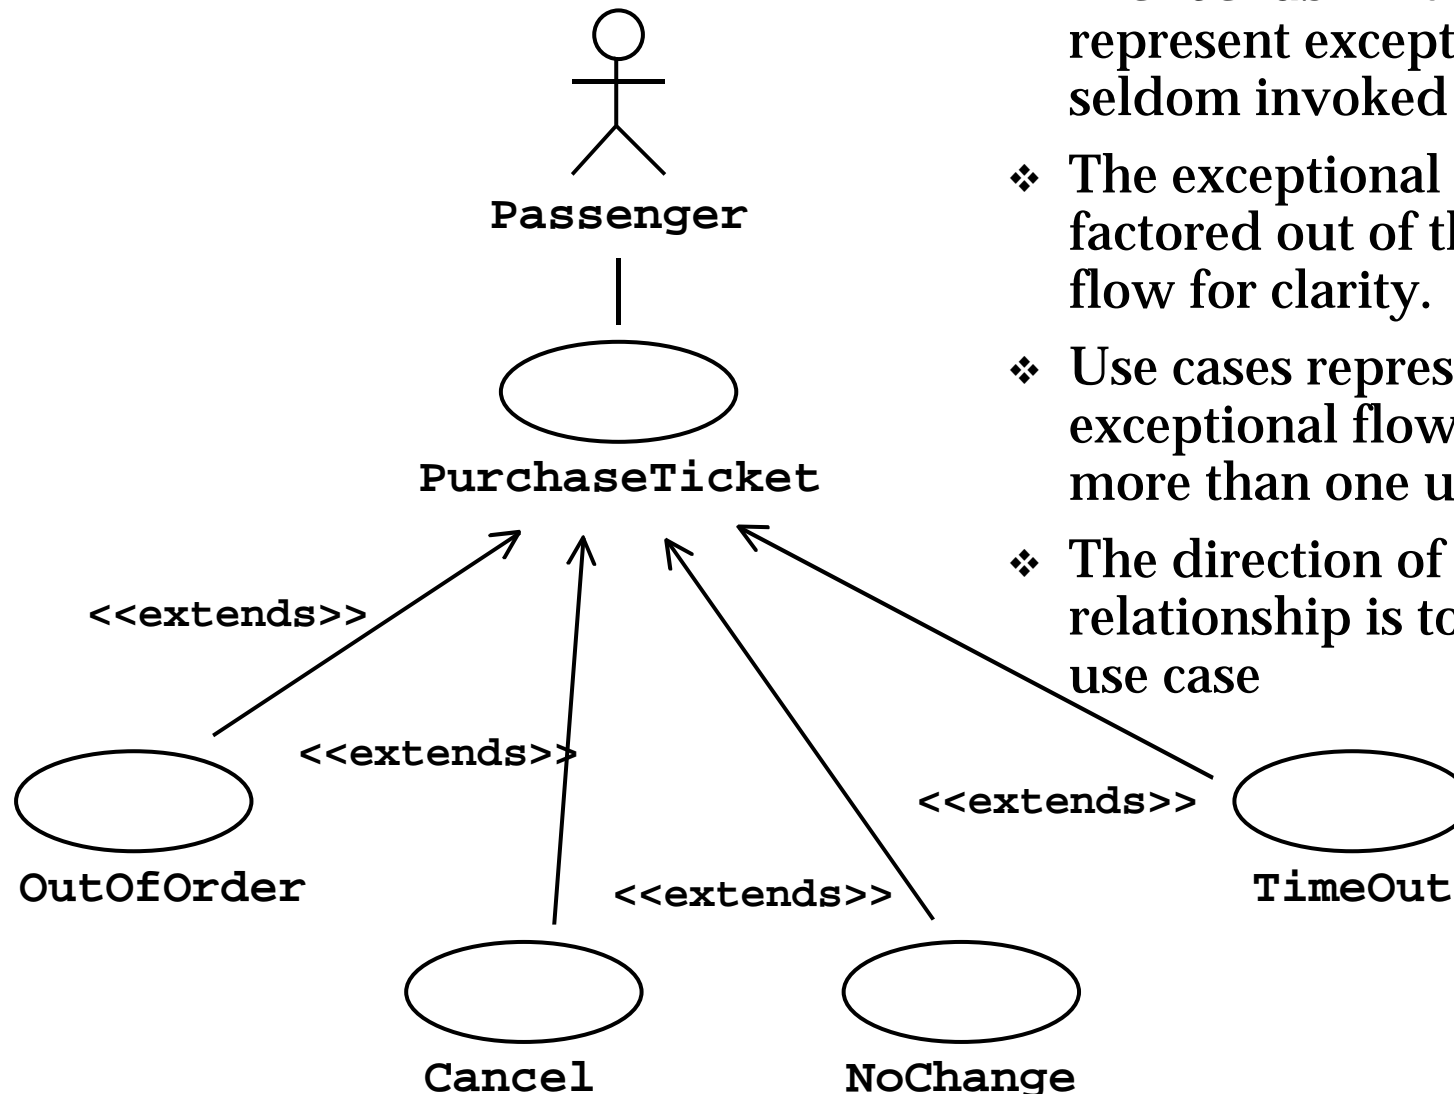 represent except
seldom invoked
❖ The exceptional
factored out of th
flow for clarity.
❖ Use cases repres
exceptional flow
more than one u
❖ The direction of
relationship is to
use case
Passenger
PurchaseTicket
<<extends>>
<<extends>>
<<extends>>
<<extends>>
OutOfOrder
TimeOut
Cancel
NoChange